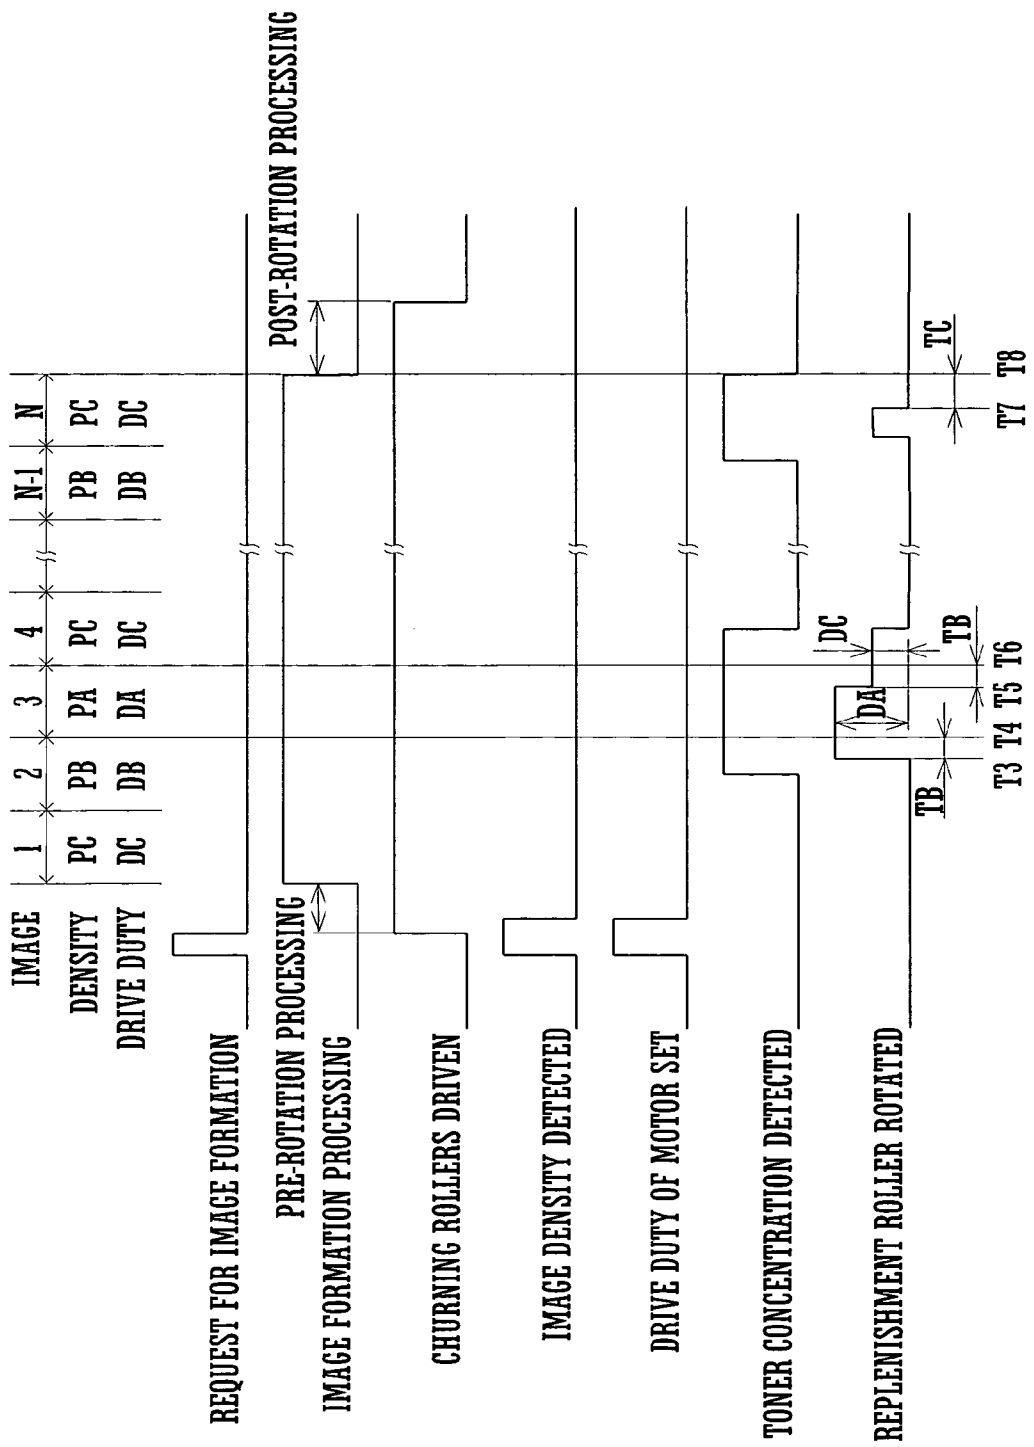 IMAGE 1 2 3 4 N-1 N
DENSITY PC PB PA PC PB PC
DRIVE DUTY DC DB DA DC DB DC
REQUEST FOR IMAGE FORMATION
PRE-ROTATION PROCESSING
POST-ROTATION PROCESSING
IMAGE FORMATION PROCESSING
CHURNING ROLLERS DRIVEN
IMAGE DENSITY DETECTED
DRIVE DUTY OF MOTOR SET
TONER CONCENTRATION DETECTED
DC
DA
REPLENISHMENT ROLLER ROTATED
TB TB TC
T3 T4 T5 T6 T7 T8